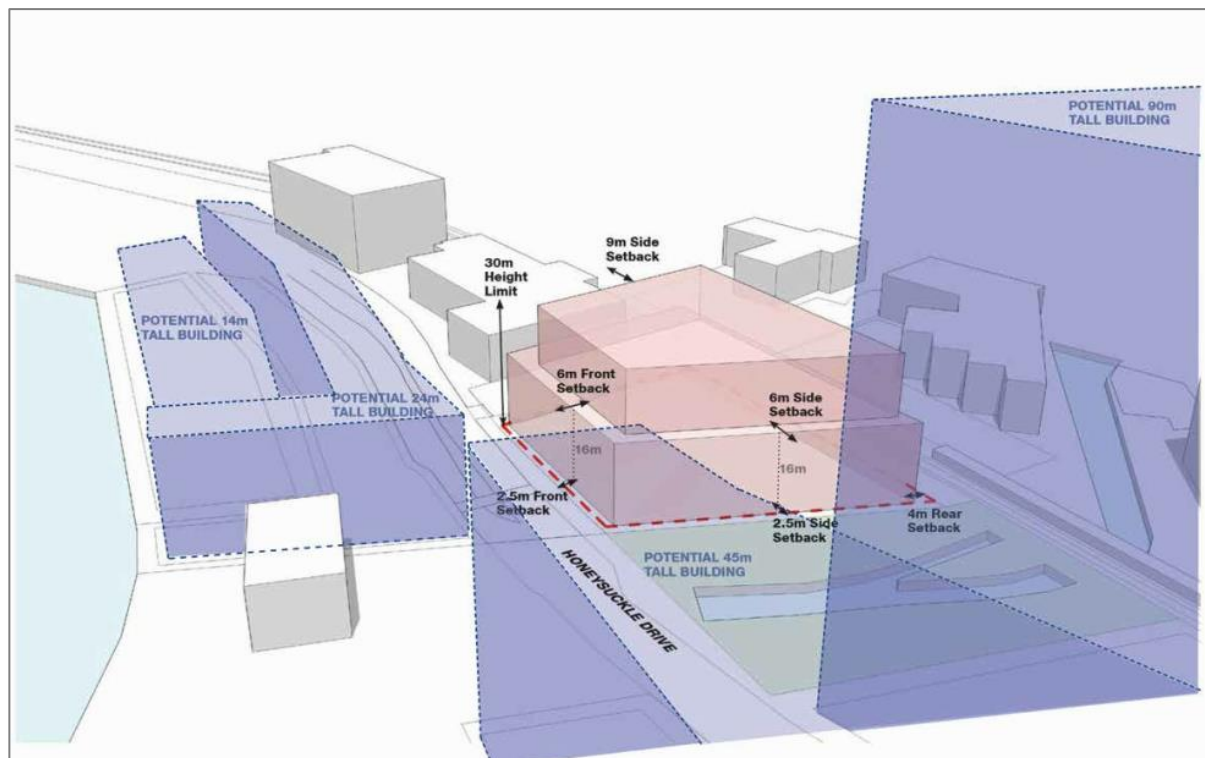 POTENTIAL 90m
TALL BUILDING
9m Side
Setback
30m
Height
Limit
POTENTIAL 14m
TALL BUILDING
6m Front
Setback
6m Side
Setback
POTENTIAL 24m
TALL BUILDING
16m
16m
2.5m Front
Setback
2.5m Side
Setback
4m Rear
Setback
POTENTIAL 45m
TALL BUILDING
HONEYSUCKLE DRIVE